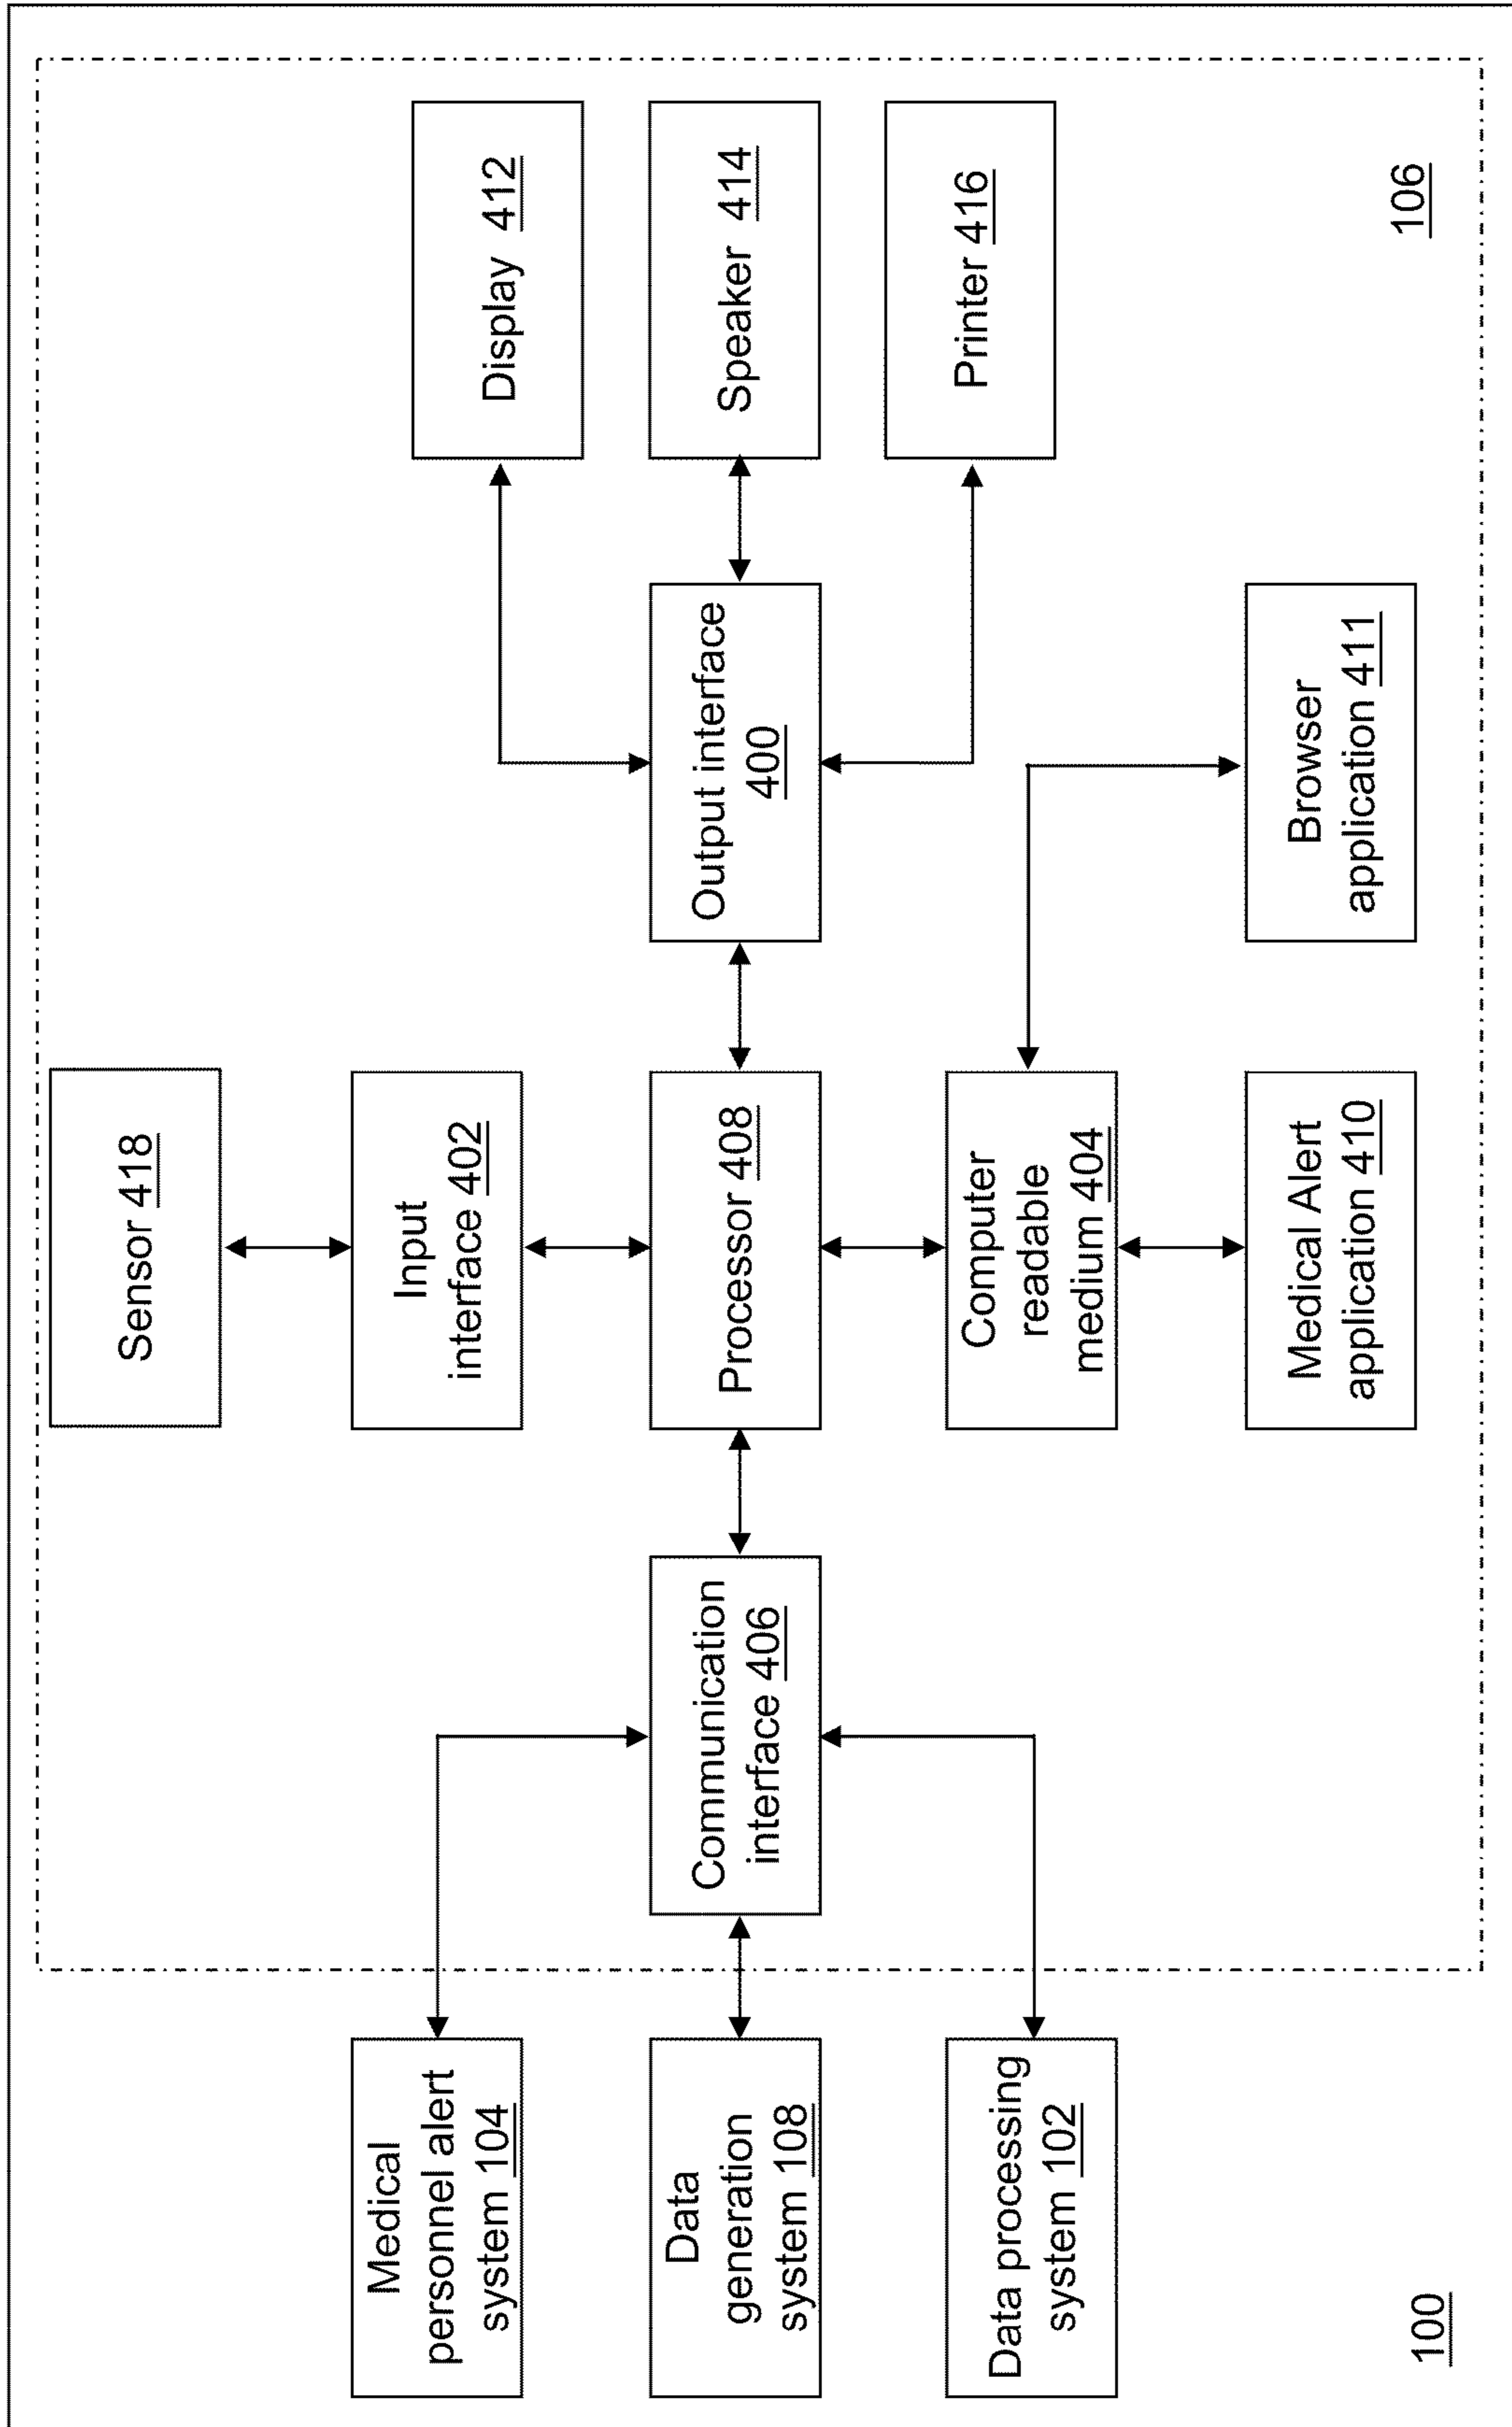 Medical
personnel alert
system 104
Data
generation
system 108
Data processing
system 102
100
Communication
interface 406
Sensor 418
Input
interface 402
Processor 408
Computer
readable
medium 404
Medical Alert
application 410
Output interface
400
Browser
application 411
Display 412
Speaker 414
Printer 416
106